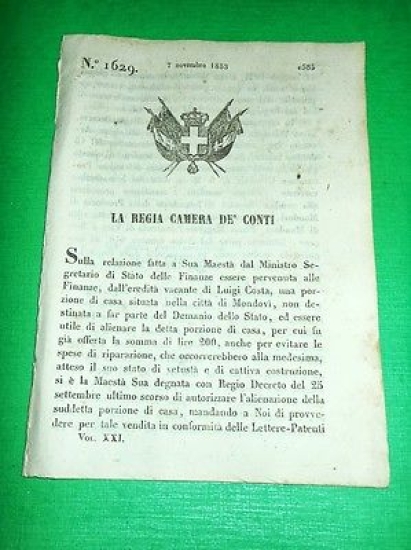 N.° 1629. 7 novembre 1853 1585
LA REGIA CAMERA DE' CONTI
Sulla relazione fatta a Sua Maestà dal Ministro Se-
gretario di Stato delle Finanze essere pervenuta alle
Finanze, dall'eredità vacante di Luigi Costa, una por-
zione di casa situata nella città di Mondovì, non de-
stinata a far parte del Demanio dello Stato, ed essere
utile di alienare la detta porzione di casa, per cui fu
già offerta la somma di lire 200, anche per evitare le
spese di riparazione, che occorrerebbero alla medesima,
atteso il suo stato di vetustà e di cattiva costruzione,
si è la Maestà Sua degnata con Regio Decreto del 25
settembre ultimo scorso di autorizzare l'alienazione della
suddetta porzione di casa, mandando a Noi di provve-
dere per tale vendita in conformità delle Lettere-Patenti
Vol. XXI.